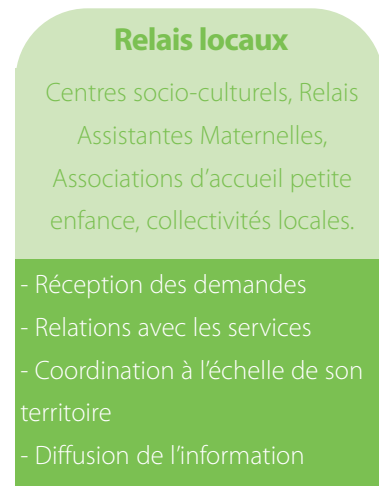 Relais locaux
Centres socio-culturels, Relais
Assistantes Maternelles,
Associations d’accueil petite
enfance, collectivités locales.
- Réception des demandes
- Relations avec les services
- Coordination à l’échelle de son
territoire
- Diffusion de l’information